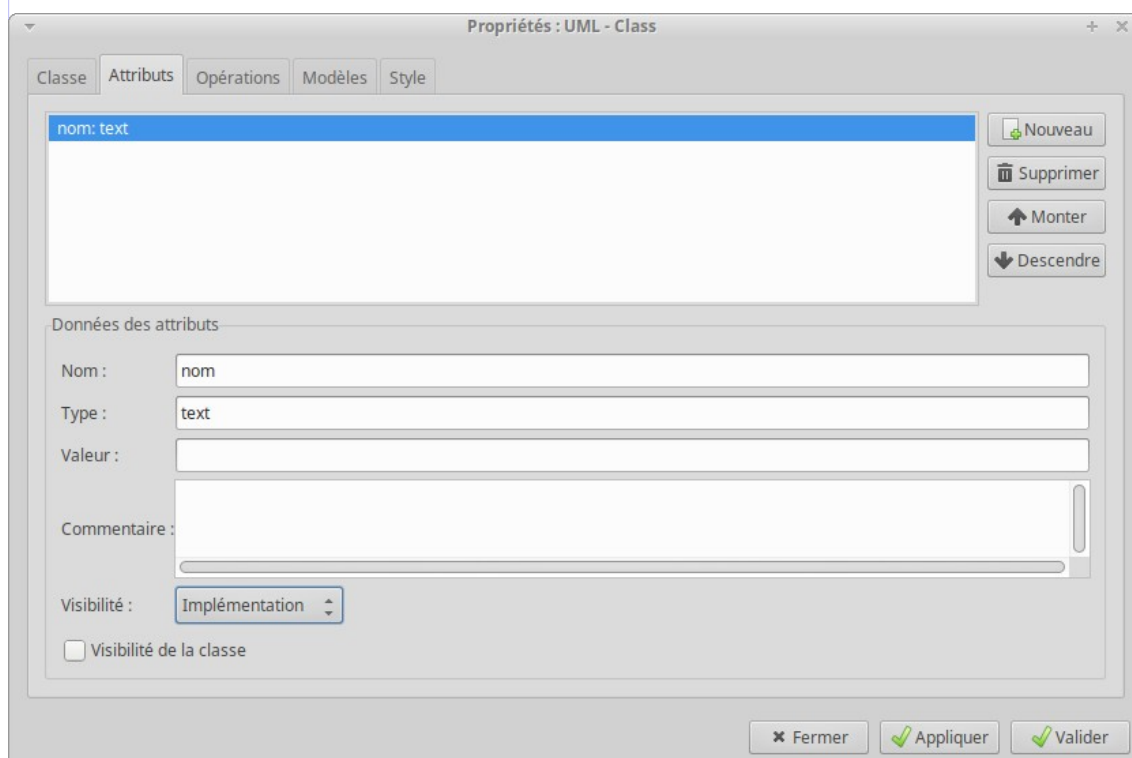 Propriétés : UML - Class
Classe Attributs Opérations Modèles Style
nom: text
Nouveau
Supprimer
Monter
Descendre
Données des attributs
Nom : nom
Type : text
Valeur :
Commentaire :
Visibilité : Implémentation
Visibilité de la classe
Fermer Appliquer Valider